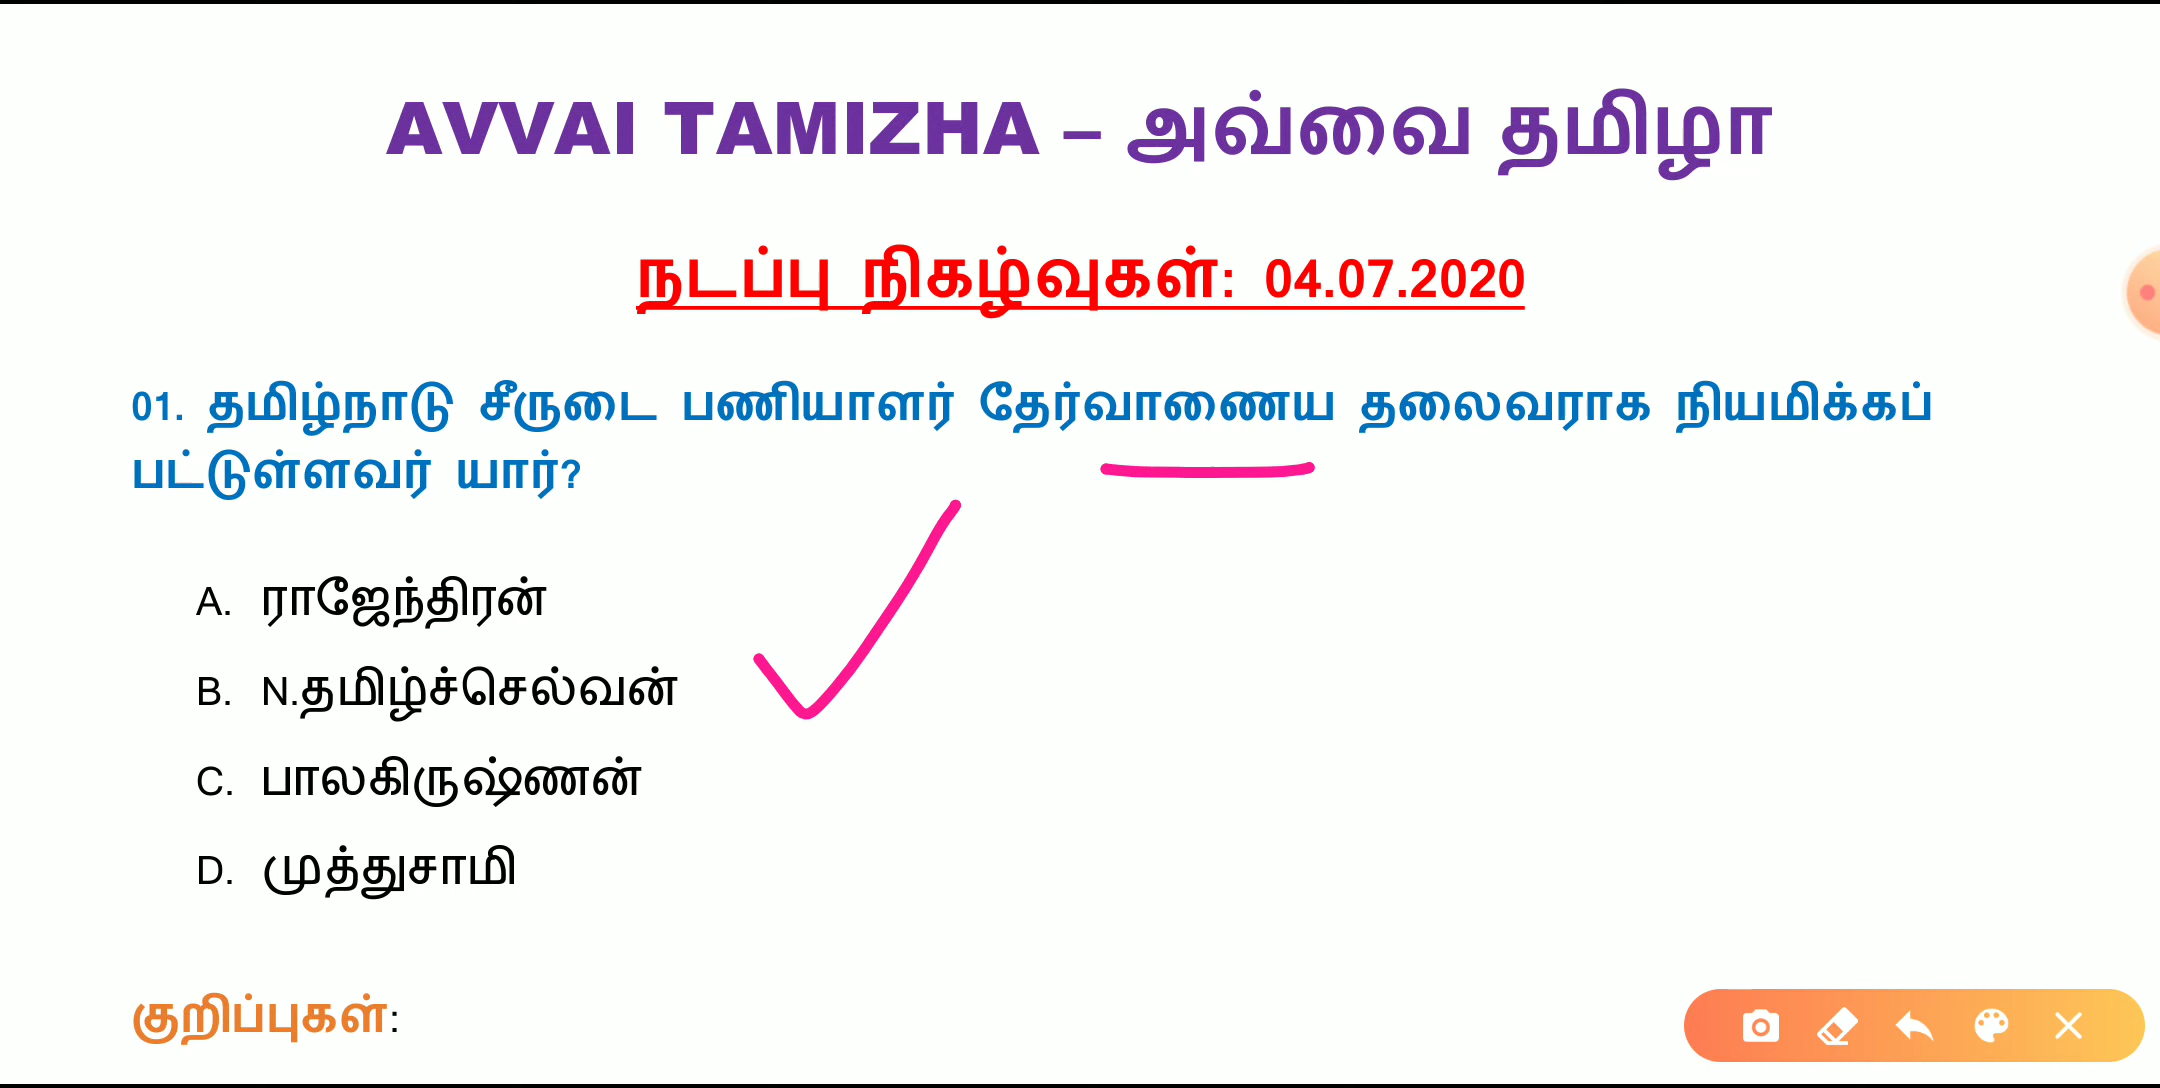 AVVAI TAMIZHA – அவ்வை தமிழா
நடப்பு நிகழ்வுகள்: 04.07.2020
01. தமிழ்நாடு சீருடை பணியாளர் தேர்வாணைய தலைவராக நியமிக்கப்
பட்டுள்ளவர் யார்?
A. ராஜேந்திரன்
B. N.தமிழ்ச்செல்வன்
C. பாலகிருஷ்ணன்
D. முத்துசாமி
குறிப்புகள்: